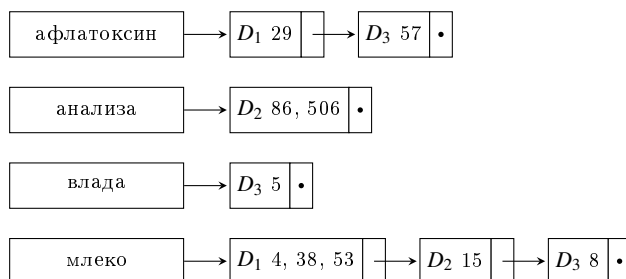 афлатоксин D₁ 29 D₃ 57 •
анализа D₂ 86, 506 •
влада D₃ 5 •
млеко D₁ 4, 38, 53 D₂ 15 D₃ 8 •